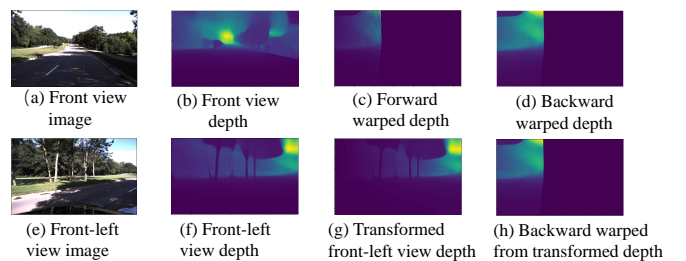 (a) Front view
image
(b) Front view
depth
(c) Forward
warped depth
(d) Backward
warped depth
(e) Front-left
view image
(f) Front-left
view depth
(g) Transformed
front-left view depth
(h) Backward warped
from transformed depth